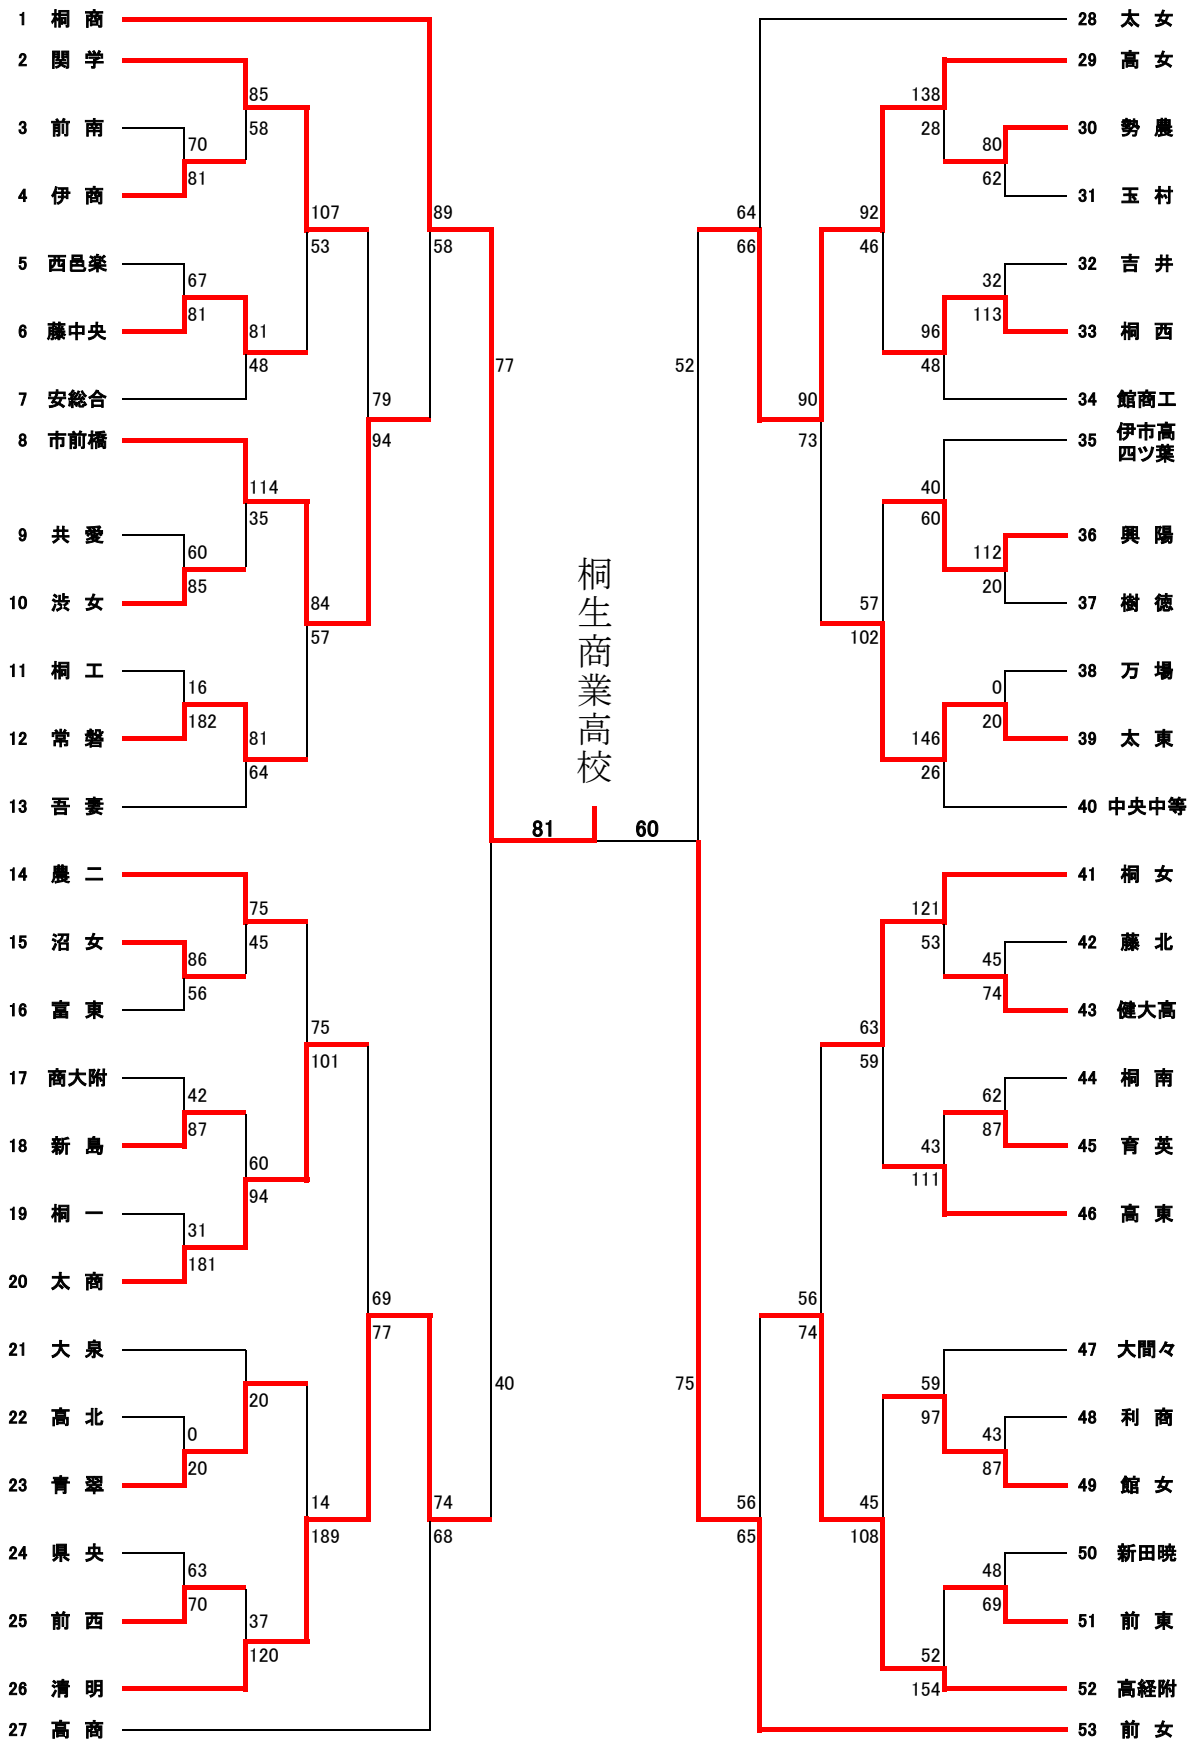 1 桐商
2 関学
85
58
3 前南
70
81
4 伊商
107
53
89
58
5 西邑楽
67
81
6 藤中央
81
48
77
7 安総合
79
94
8 市前橋
114
35
9 共愛
60
85
10 渋女
84
57
11 桐工
16
182
12 常磐
81
64
13 吾妻
14 農二
75
45
15 沼女
86
56
16 富東
75
101
17 商大附
42
87
18 新島
60
94
19 桐一
31
181
20 太商
69
77
21 大泉
20
40
22 高北
0
20
23 青翠
14
189
74
68
24 県央
63
70
25 前西
37
120
26 清明
27 高商
桐生商業高校
81 60
28 太女
29 高女
138
28
30 勢農
80
62
31 玉村
64
66
92
46
32 吉井
32
113
33 桐西
96
48
52
34 館商工
90
73
35 伊市高
四ツ葉
40
60
36 興陽
112
20
37 樹徳
57
102
38 万場
0
20
39 太東
146
26
40 中央中等
41 桐女
121
53
42 藤北
45
74
43 健大高
63
59
44 桐南
62
87
45 育英
43
111
46 高東
56
74
47 大間々
59
97
75
48 利商
43
87
49 館女
56
65
45
108
50 新田暁
48
69
51 前東
52
154
52 高経附
53 前女